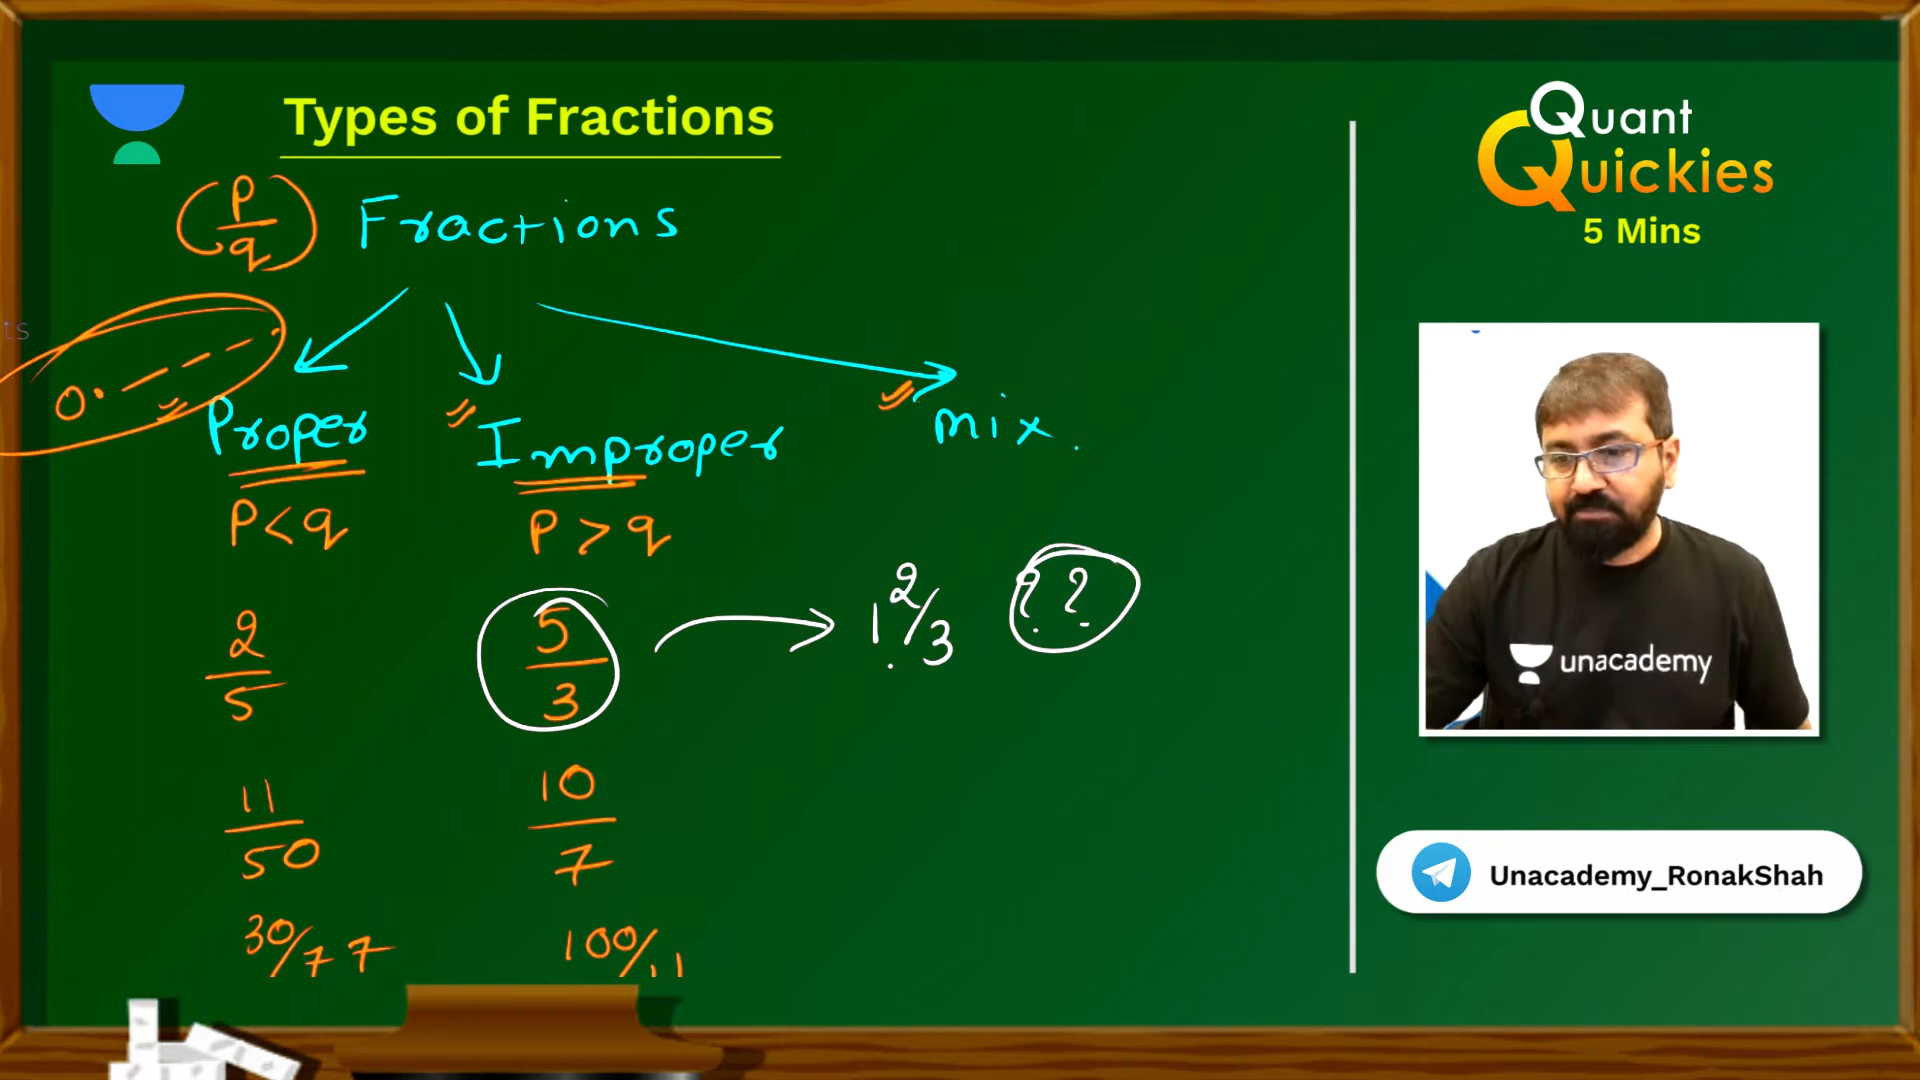 Types of Fractions
Quant
Quickies
5 Mins
(p/q) Fractions
ts
0.
Proper
Improper
mix.
P<q
P>q
2/5
5/3
1 2/3
??
unacademy
11/50
10/7
Unacademy_RonakShah
30/77
100/11